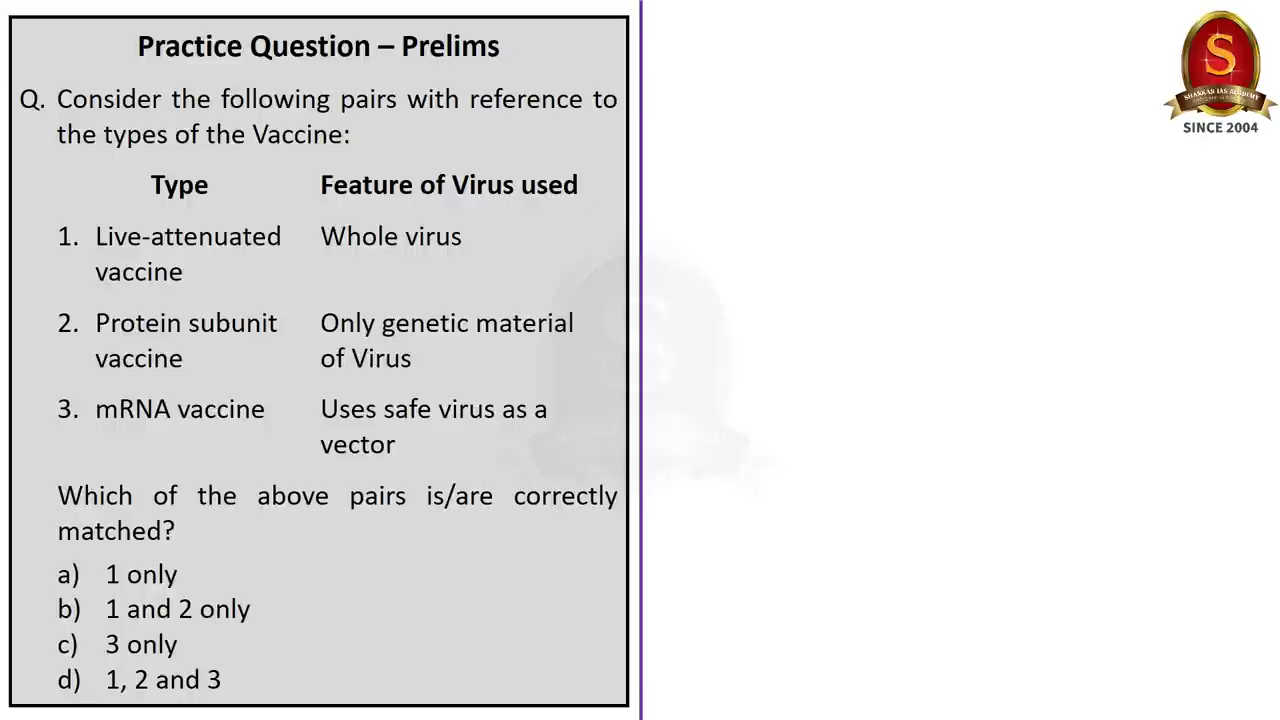 Practice Question – Prelims
Q. Consider the following pairs with reference to
the types of the Vaccine:
Type Feature of Virus used
1. Live-attenuated Whole virus
vaccine
2. Protein subunit Only genetic material
vaccine of Virus
3. mRNA vaccine Uses safe virus as a
vector
Which of the above pairs is/are correctly
matched?
a) 1 only
b) 1 and 2 only
c) 3 only
d) 1, 2 and 3
S
SHANKAR IAS ACADEMY
SINCE 2004